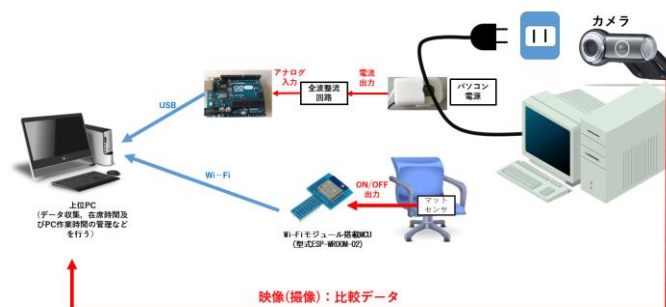 カメラ
アナログ
入力
全波整流
回路
電流
出力
パソコン
電源
USB
Wi-Fi
ON/OFF
出力
マット
センサ
上位PC
(データ収集、在席時間及
びPC作業時間の管理など
を行う)
Wi-Fiモジュール搭載MCU
(型式ESP-WROOM-02)
映像(撮像):比較データ